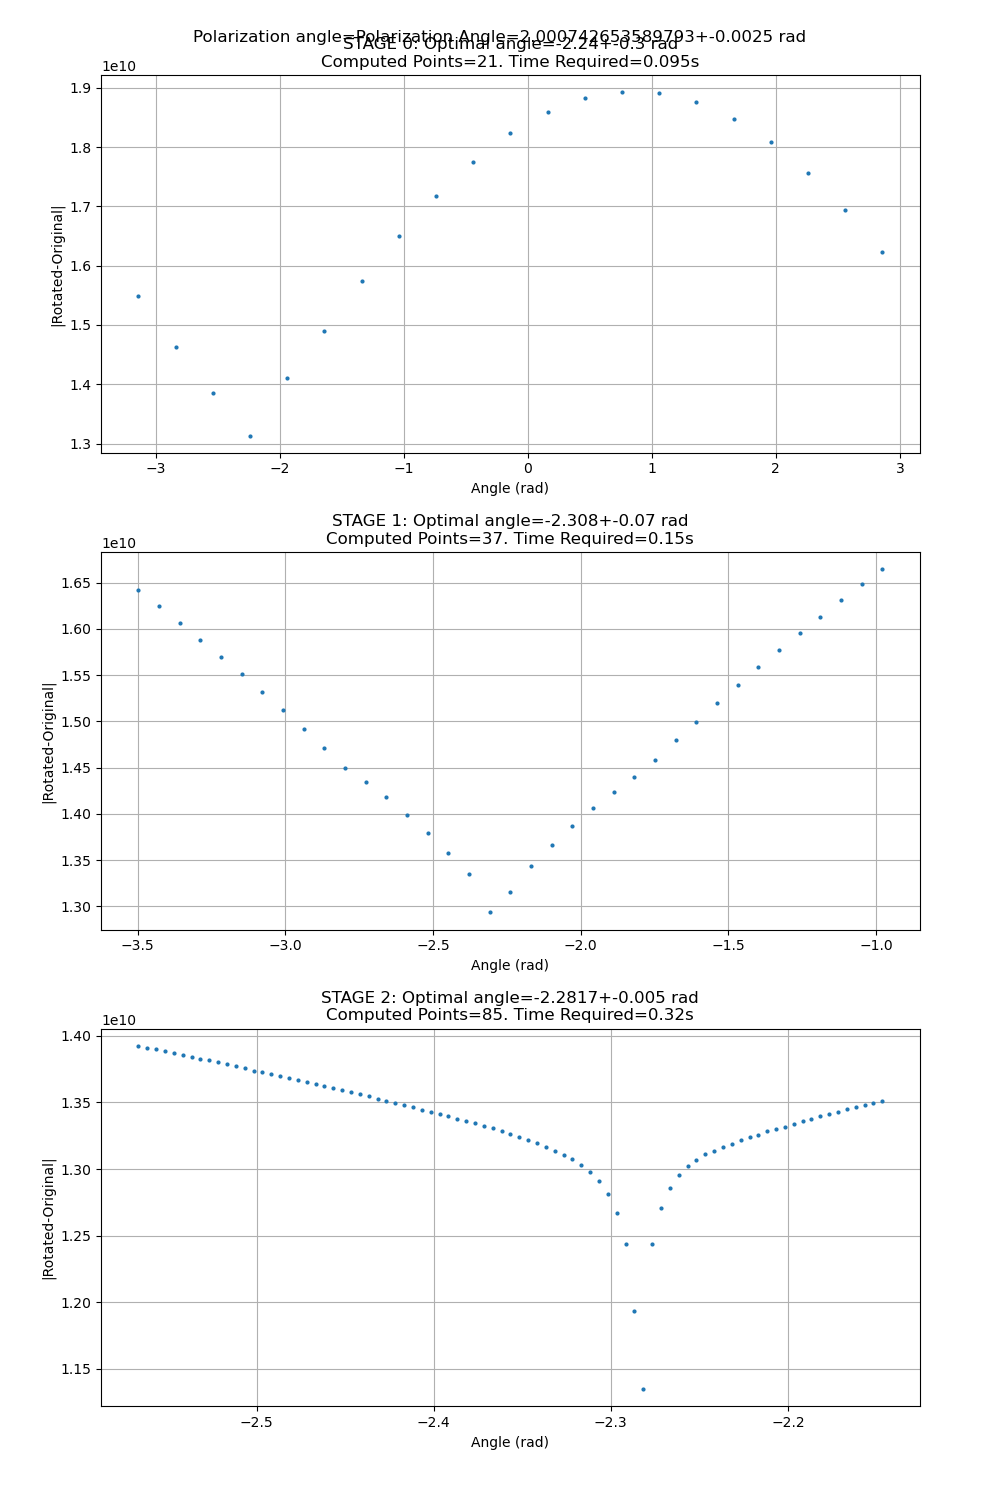 Polarization angle=Polarization Angle=2.000742653589793+-0.0025 rad
STAGE 0: Optimal angle=-2.24+-0.3 rad
Computed Points=21. Time Required=0.095s
1e10
1.9
1.8
1.7
1.6
1.5
1.4
1.3
|Rotated-Original|
−3 −2 −1 0 1 2 3
Angle (rad)
STAGE 1: Optimal angle=-2.308+-0.07 rad
Computed Points=37. Time Required=0.15s
1e10
1.65
1.60
1.55
1.50
1.45
1.40
1.35
1.30
|Rotated-Original|
−3.5 −3.0 −2.5 −2.0 −1.5 −1.0
Angle (rad)
STAGE 2: Optimal angle=-2.2817+-0.005 rad
Computed Points=85. Time Required=0.32s
1e10
1.40
1.35
1.30
1.25
1.20
1.15
|Rotated-Original|
−2.5 −2.4 −2.3 −2.2
Angle (rad)